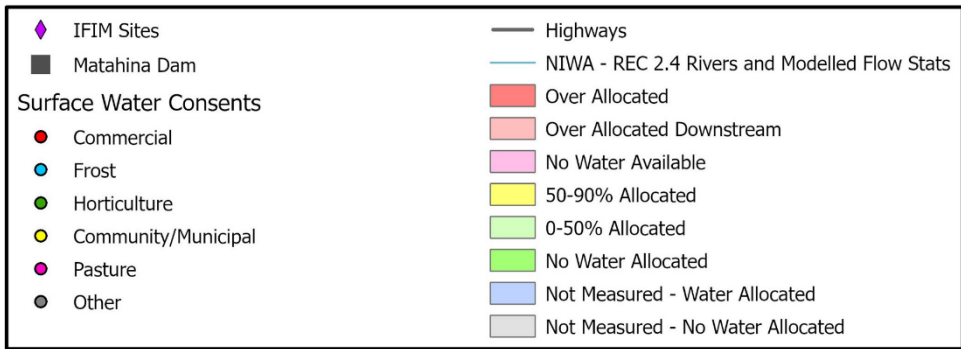 IFIM Sites
Matahina Dam
Surface Water Consents
Commercial
Frost
Horticulture
Community/Municipal
Pasture
Other
Highways
NIWA - REC 2.4 Rivers and Modelled Flow Stats
Over Allocated
Over Allocated Downstream
No Water Available
50-90% Allocated
0-50% Allocated
No Water Allocated
Not Measured - Water Allocated
Not Measured - No Water Allocated